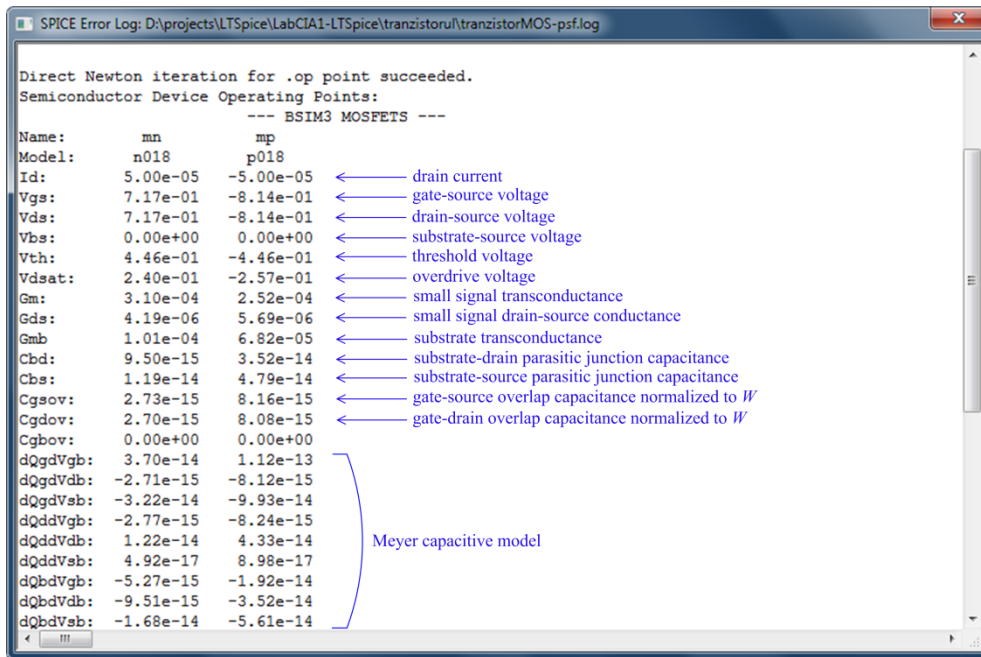 SPICE Error Log: D:\projects\LTSpice\LabCIA1-LTSpice\tranzistorul\tranzistorMOS-psf.log
Direct Newton iteration for .op point succeeded.
Semiconductor Device Operating Points:
--- BSIM3 MOSFETS ---
Name: mn mp
Model: n018 p018
Id: 5.00e-05 -5.00e-05 drain current
Vgs: 7.17e-01 -8.14e-01 gate-source voltage
Vds: 7.17e-01 -8.14e-01 drain-source voltage
Vbs: 0.00e+00 0.00e+00 substrate-source voltage
Vth: 4.46e-01 -4.46e-01 threshold voltage
Vdsat: 2.40e-01 -2.57e-01 overdrive voltage
Gm: 3.10e-04 2.52e-04 small signal transconductance
Gds: 4.19e-06 5.69e-06 small signal drain-source conductance
Gmb 1.01e-04 6.82e-05 substrate transconductance
Cbd: 9.50e-15 3.52e-14 substrate-drain parasitic junction capacitance
Cbs: 1.19e-14 4.79e-14 substrate-source parasitic junction capacitance
Cgsov: 2.73e-15 8.16e-15 gate-source overlap capacitance normalized to W
Cgdov: 2.70e-15 8.08e-15 gate-drain overlap capacitance normalized to W
Cgbov: 0.00e+00 0.00e+00
dQgdVgb: 3.70e-14 1.12e-13
dQgdVdb: -2.71e-15 -8.12e-15
dQgdVsb: -3.22e-14 -9.93e-14
dQddVgb: -2.77e-15 -8.24e-15
dQddVdb: 1.22e-14 4.33e-14 Meyer capacitive model
dQddVsb: 4.92e-17 8.98e-17
dQbdVgb: -5.27e-15 -1.92e-14
dQbdVdb: -9.51e-15 -3.52e-14
dQbdVsb: -1.68e-14 -5.61e-14